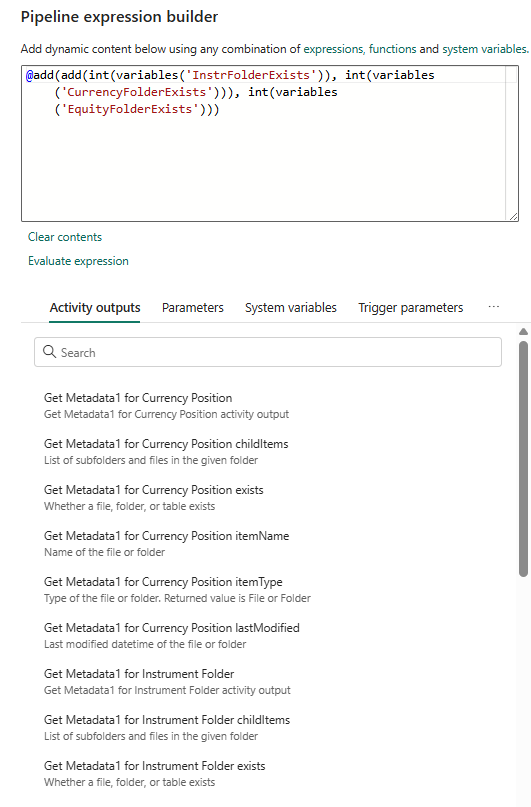 Pipeline expression builder
Add dynamic content below using any combination of expressions, functions and system variables.
@add(add(int(variables('InstrFolderExists')), int(variables
('CurrencyFolderExists'))), int(variables
('EquityFolderExists')))
Clear contents
Evaluate expression
Activity outputs Parameters System variables Trigger parameters ...
Search
Get Metadata1 for Currency Position
Get Metadata1 for Currency Position activity output
Get Metadata1 for Currency Position childItems
List of subfolders and files in the given folder
Get Metadata1 for Currency Position exists
Whether a file, folder, or table exists
Get Metadata1 for Currency Position itemName
Name of the file or folder
Get Metadata1 for Currency Position itemType
Type of the file or folder. Returned value is File or Folder
Get Metadata1 for Currency Position lastModified
Last modified datetime of the file or folder
Get Metadata1 for Instrument Folder
Get Metadata1 for Instrument Folder activity output
Get Metadata1 for Instrument Folder childItems
List of subfolders and files in the given folder
Get Metadata1 for Instrument Folder exists
Whether a file, folder, or table exists